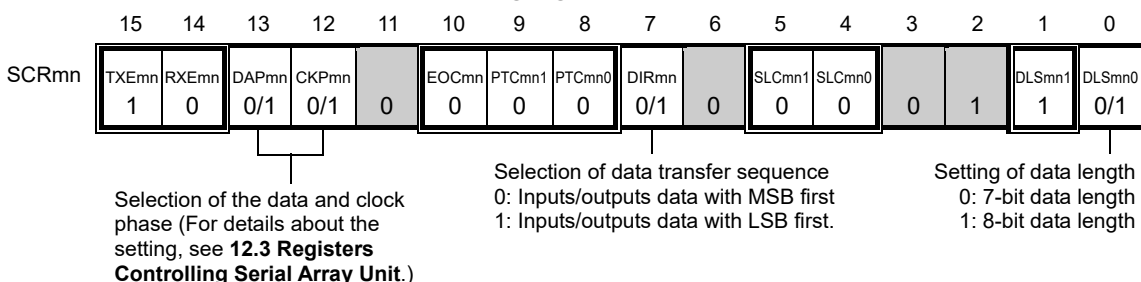 15 14 13 12 11 10 9 8 7 6 5 4 3 2 1 0
SCRmn
TXEmn RXEmn DAPmn CKPmn EOCmn PTCmn1 PTCmn0 DIRmn SLCmn1 SLCmn0 DLSmn1 DLSmn0
1 0 0/1 0/1 0 0 0 0 0/1 0 0 0 0 1 1 0/1
Selection of the data and clock
phase (For details about the
setting, see 12.3 Registers
Controlling Serial Array Unit.)
Selection of data transfer sequence
0: Inputs/outputs data with MSB first
1: Inputs/outputs data with LSB first.
Setting of data length
0: 7-bit data length
1: 8-bit data length